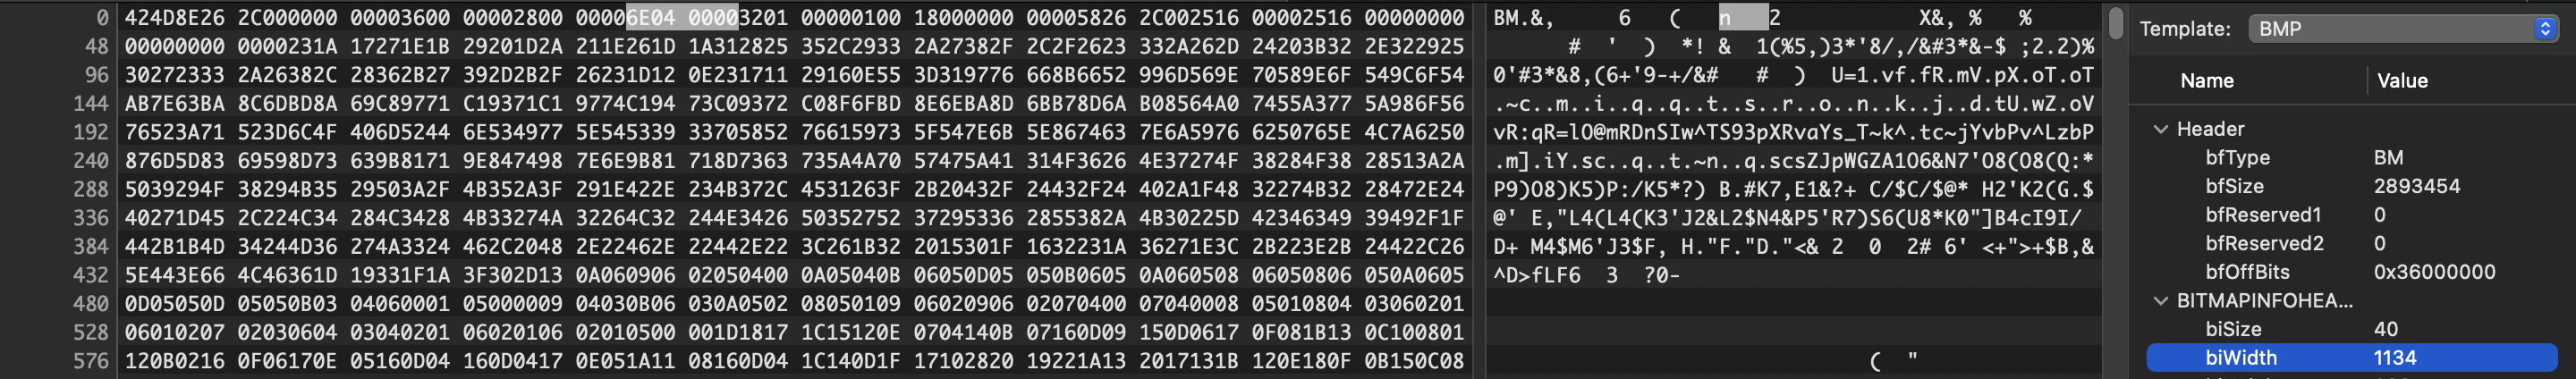 0 424D8E26 2C000000 00003600 00002800 00006E04 00003201 00000100 18000000 00005826 2C002516 00002516 00000000 BM.&, 6 ( n 2 X&, % %
48 00000000 0000231A 17271E1B 29201D2A 211E261D 1A312825 352C2933 2A27382F 2C2F2623 332A262D 24203B32 2E322925 # ' ) *! & 1(%5,)3*'8/,/&#3*&-$ ;2.2)%
96 30272333 2A26382C 28362B27 392D2B2F 26231D12 0E231711 29160E55 3D319776 668B6652 996D569E 70589E6F 549C6F54 0'#3*&8,(6+'9-+/&# # ) U=1.vf.fR.mV.pX.oT.oT
144 AB7E63BA 8C6DBD8A 69C89771 C19371C1 9774C194 73C09372 C08F6FBD 8E6EBA8D 6BB78D6A B08564A0 7455A377 5A986F56 .~c..m..i..q..q..t..s..r..o..n..k..j..d.tU.wZ.oV
192 76523A71 523D6C4F 406D5244 6E534977 5E545339 33705852 76615973 5F547E6B 5E867463 7E6A5976 6250765E 4C7A6250 vR:qR=lO@mRDnSIw^TS93pXRvaYs_T~k^.tc~jYvbPv^LzbP
240 876D5D83 69598D73 639B8171 9E847498 7E6E9B81 718D7363 735A4A70 57475A41 314F3626 4E37274F 38284F38 28513A2A .m].iY.sc..q..t.~n..q.scsZJpWGZA1O6&N7'O8(O8(Q:*
288 5039294F 38294B35 29503A2F 4B352A3F 291E422E 234B372C 4531263F 2B20432F 24432F24 402A1F48 32274B32 28472E24 P9)O8)K5)P:/K5*?) B.#K7,E1&?+ C/$C/$@* H2'K2(G.$
336 40271D45 2C224C34 284C3428 4B33274A 32264C32 244E3426 50352752 37295336 2855382A 4B30225D 42346349 39492F1F @' E,"L4(L4(K3'J2&L2$N4&P5'R7)S6(U8*K0"]B4cI9I/
384 442B1B4D 34244D36 274A3324 462C2048 2E22462E 22442E22 3C261B32 2015301F 1632231A 36271E3C 2B223E2B 24422C26 D+ M4$M6'J3$F, H."F."D."<& 2 0 2# 6' <+">+$B,&
432 5E443E66 4C46361D 19331F1A 3F302D13 0A060906 02050400 0A05040B 06050D05 050B0605 0A060508 06050806 050A0605 ^D>fLF6 3 ?0-
480 0D05050D 05050B03 04060001 05000009 04030B06 030A0502 08050109 06020906 02070400 07040008 05010804 03060201
528 06010207 02030604 03040201 06020106 02010500 001D1817 1C15120E 0704140B 07160D09 150D0617 0F081B13 0C100801
576 120B0216 0F06170E 05160D04 160D0417 0E051A11 08160D04 1C140D1F 17102820 19221A13 2017131B 120E180F 0B150C08 ( "
Template: BMP
Name Value
Header
bfType BM
bfSize 2893454
bfReserved1 0
bfReserved2 0
bfOffBits 0x36000000
BITMAPINFOHEA...
biSize 40
biWidth 1134